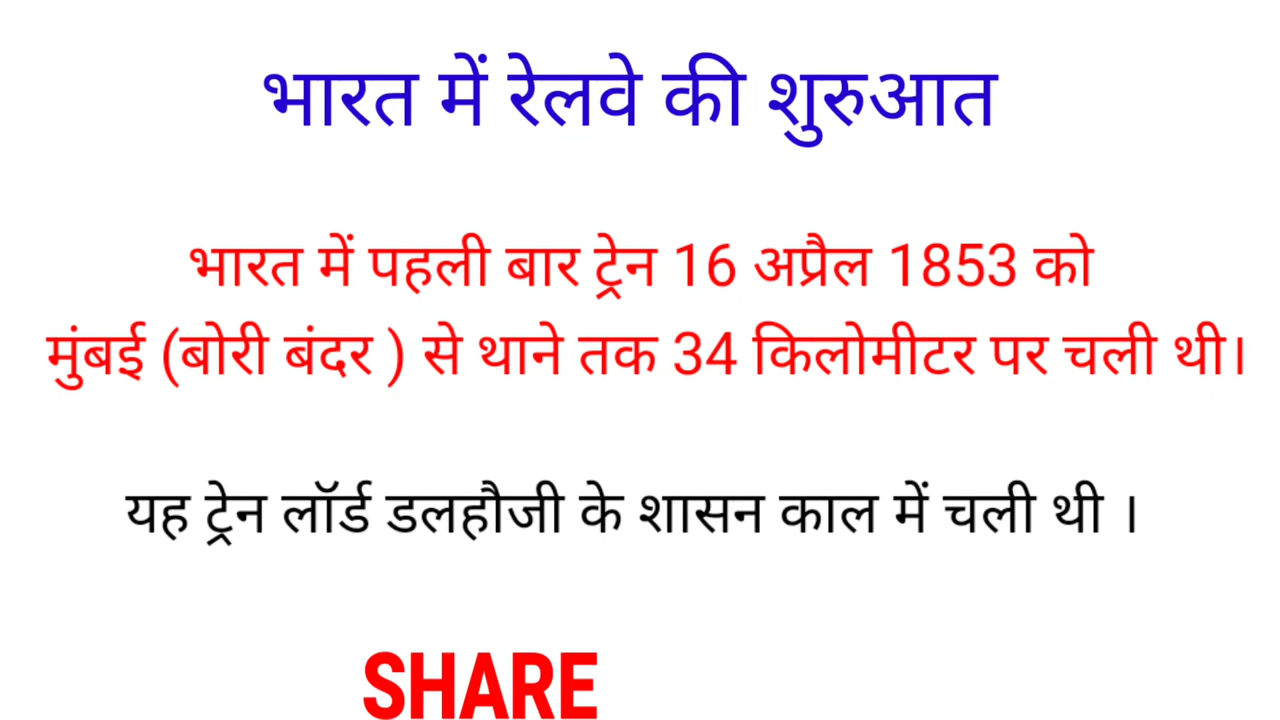 भारत में रेलवे की शुरुआत
भारत में पहली बार ट्रेन 16 अप्रैल 1853 को
मुंबई (बोरी बंदर ) से थाने तक 34 किलोमीटर पर चली थी।
यह ट्रेन लॉर्ड डलहौजी के शासन काल में चली थी ।
SHARE